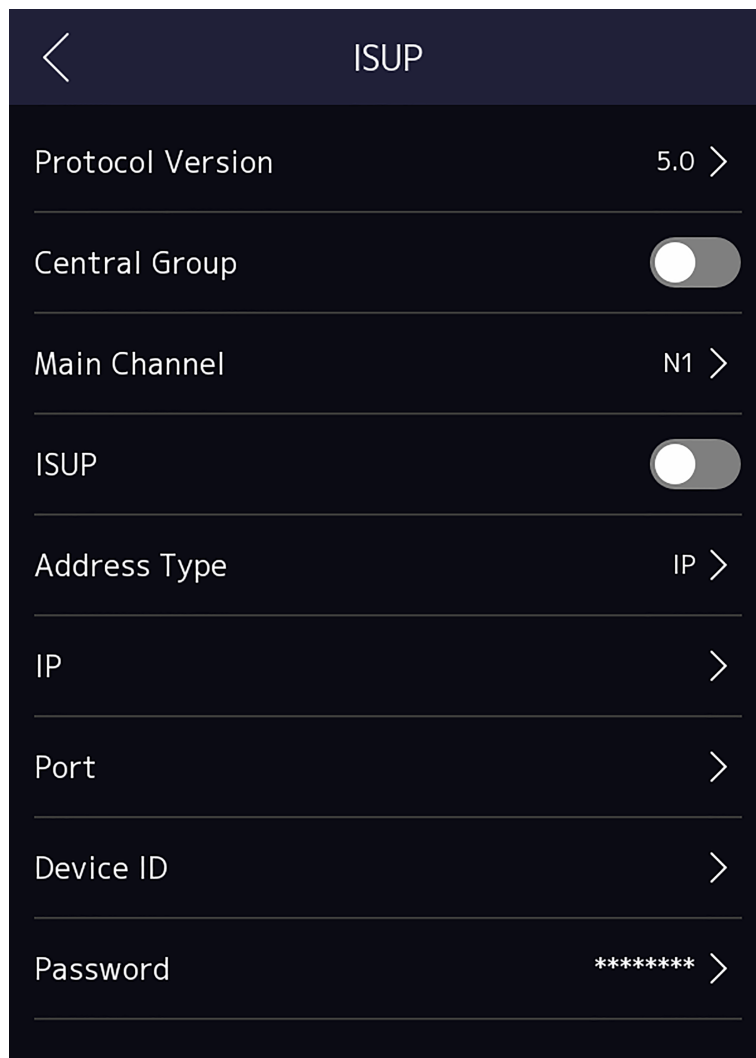 ISUP
Protocol Version 5.0
Central Group
Main Channel N1
ISUP
Address Type IP
IP
Port
Device ID
Password ********